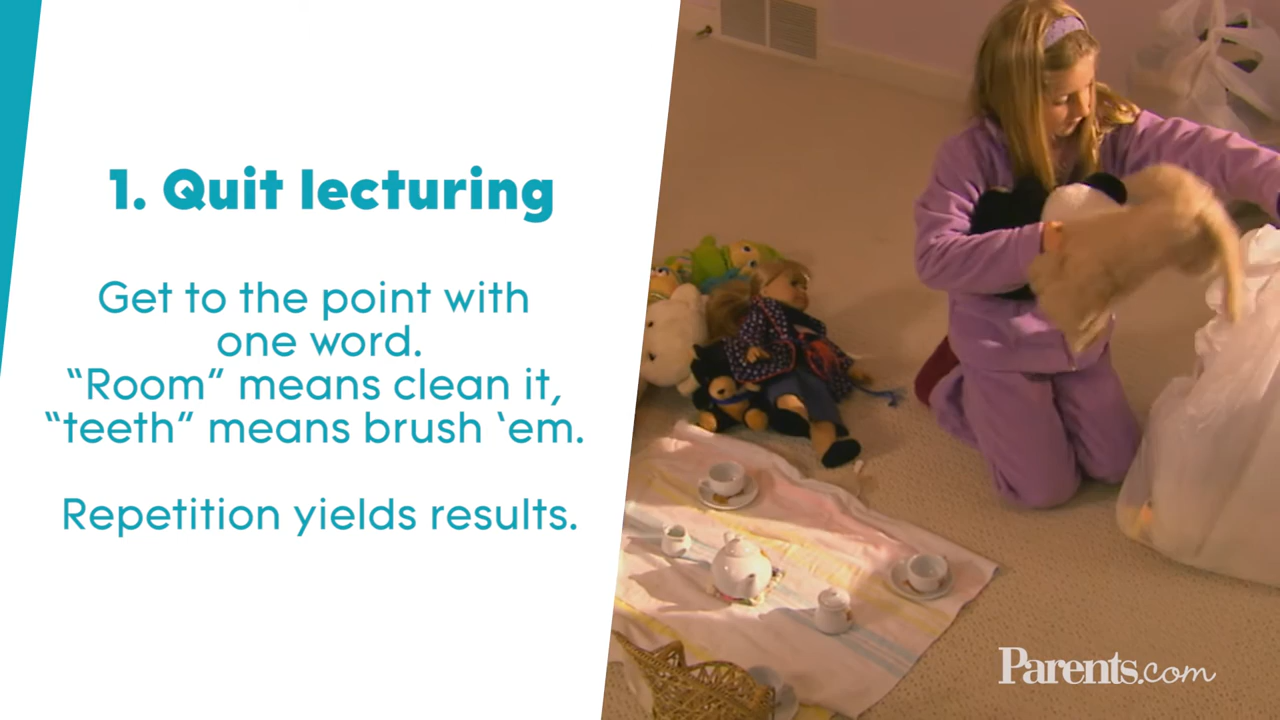 1. Quit lecturing
Get to the point with
one word.
“Room” means clean it,
“teeth” means brush ‘em.
Repetition yields results.
Parents.com